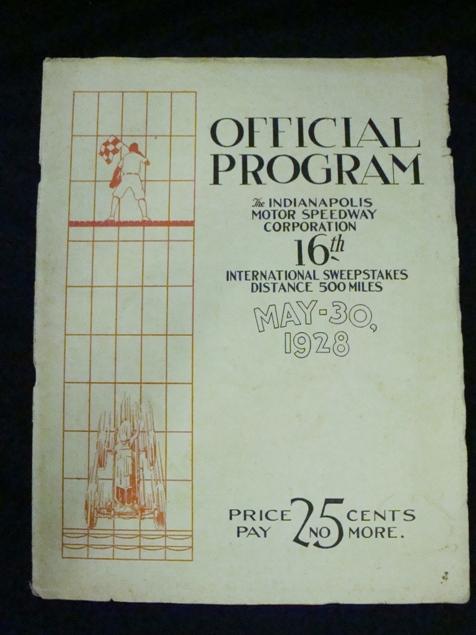 OFFICIAL
PROGRAM
The INDIANAPOLIS
MOTOR SPEEDWAY
CORPORATION
16th
INTERNATIONAL SWEEPSTAKES
DISTANCE 500 MILES
MAY-30,
1928
PRICE 25 CENTS
PAY NO MORE.